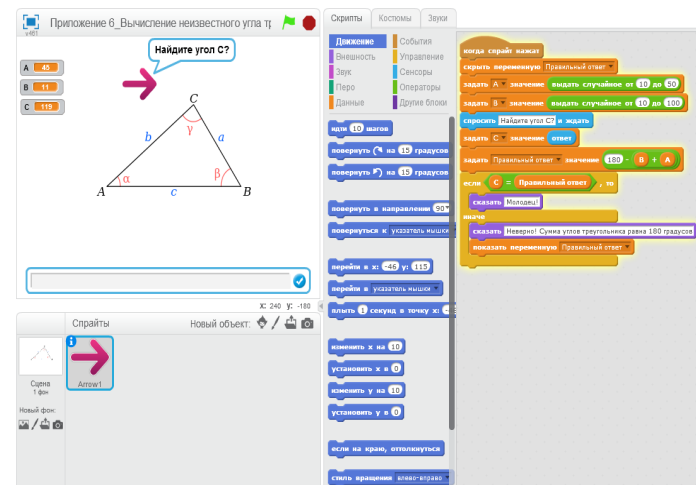 Приложение 6_Вычисление неизвестного угла тр
v461
Найдите угол C?
A 45
B 11
C 119
C
γ
b
a
α
β
A
c
B
X: 240 Y: -180
Спрайты
Новый объект:
Сцена
1 фон
Новый фон:
Arrow1
Скрипты
Костюмы
Звуки
Движение
События
Внешность
Управление
Звук
Сенсоры
Перо
Операторы
Данные
Другие блоки
идти 10 шагов
повернуть на 15 градусов
повернуть на 15 градусов
повернуть в направлении 90
повернуться к указатель мышки
перейти в x: -46 y: 115
перейти в указатель мышки
плыть 1 секунд в точку x:
изменить x на 10
установить x в 0
изменить y на 10
установить y в 0
если на краю, оттолкнуться
стиль вращения влево-вправо
когда спрайт нажат
скрыть переменную Правильный ответ
задать A значение выдать случайное от 10 до 50
задать B значение выдать случайное от 10 до 100
спросить Найдите угол C? и ждать
задать C значение ответ
задать Правильный ответ значение 180 - B + A
если C = Правильный ответ , то
сказать Молодец!
иначе
сказать Неверно! Сумма углов треугольника равна 180 градусов
показать переменную Правильный ответ